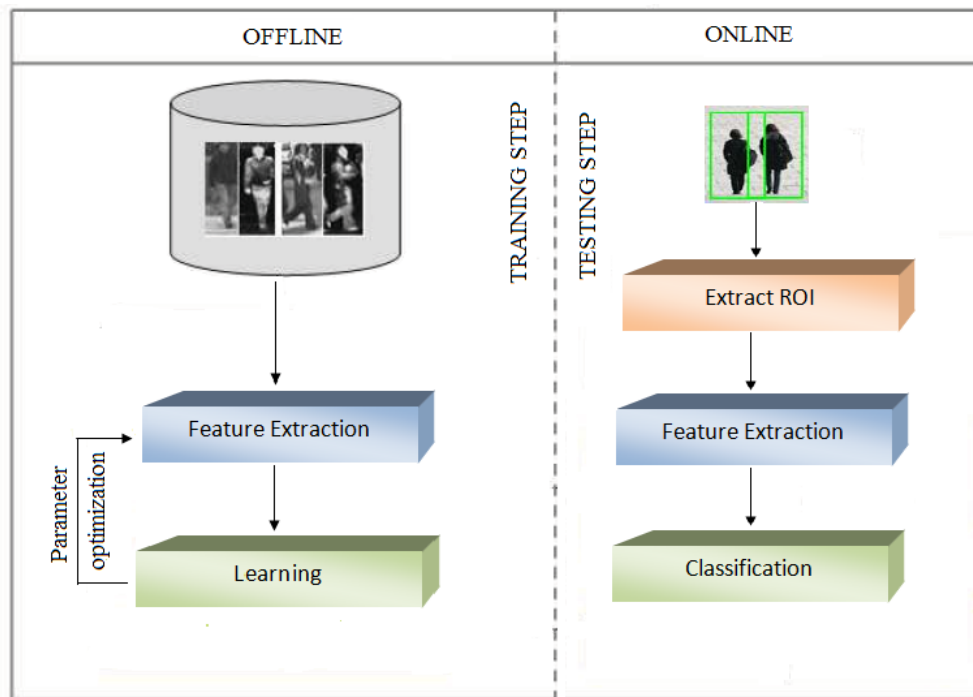 OFFLINE
ONLINE
TRAINING STEP
TESTING STEP
Extract ROI
Feature Extraction
Feature Extraction
Parameter
optimization
Learning
Classification